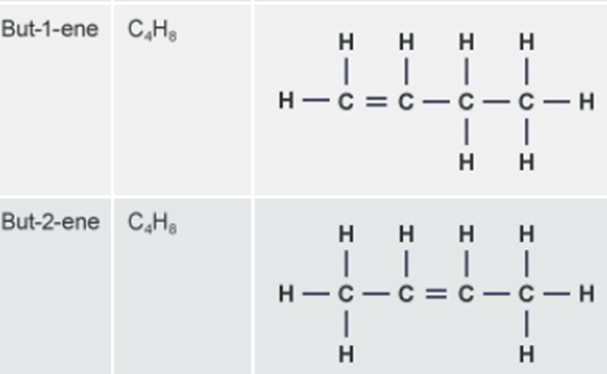 But-1-ene C₄H₈
H H H H
H — C = C — C — C — H
H H
But-2-ene C₄H₈
H H H H
H — C — C = C — C — H
H H